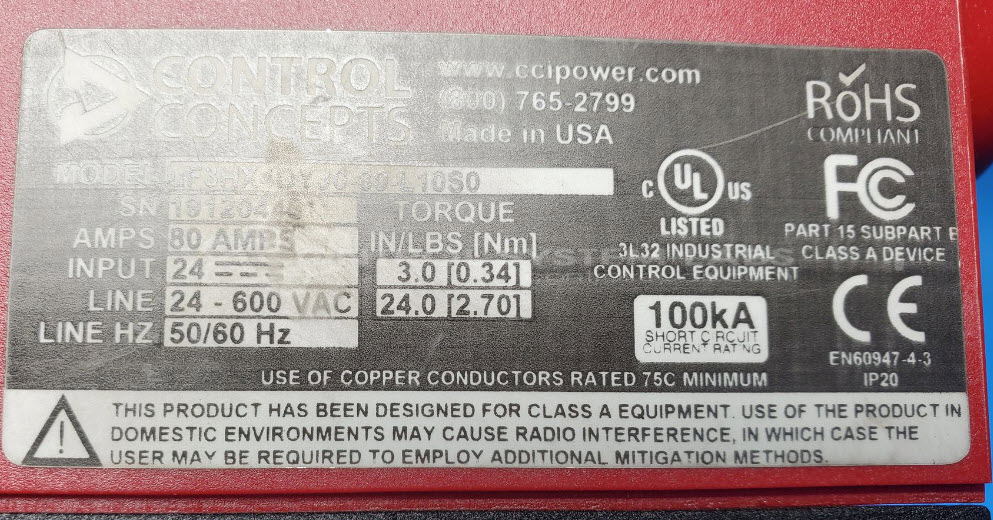 CONTROL
CONCEPTS
www.ccipower.com
(800) 765-2799
Made in USA
RoHS
COMPLIANT
MODEL
SN
AMPS 80 AMPS
INPUT 24
LINE 24 - 600 VAC
LINE HZ 50/60 Hz
TORQUE
IN/LBS [Nm]
3.0 [0.34]
24.0 [2.70]
C UL US
LISTED
3L32 INDUSTRIAL
CONTROL EQUIPMENT
100kA
SHORT CIRCUIT
CURRENT RATING
FC
PART 15 SUBPART B
CLASS A DEVICE
CE
EN60947-4-3
IP20
USE OF COPPER CONDUCTORS RATED 75C MINIMUM
THIS PRODUCT HAS BEEN DESIGNED FOR CLASS A EQUIPMENT. USE OF THE PRODUCT IN
DOMESTIC ENVIRONMENTS MAY CAUSE RADIO INTERFERENCE, IN WHICH CASE THE
USER MAY BE REQUIRED TO EMPLOY ADDITIONAL MITIGATION METHODS.